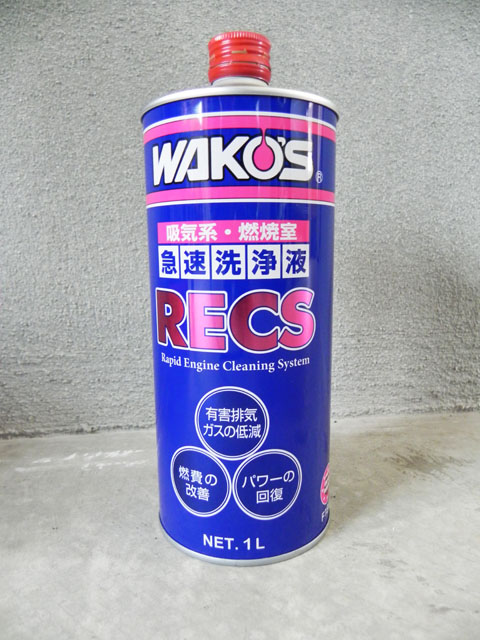 WAKO'S®
吸気系・燃焼室
急速洗浄液
RECS
Rapid Engine Cleaning System
有害排気
ガスの低減
燃費の
改善
パワーの
回復
NET. 1 L